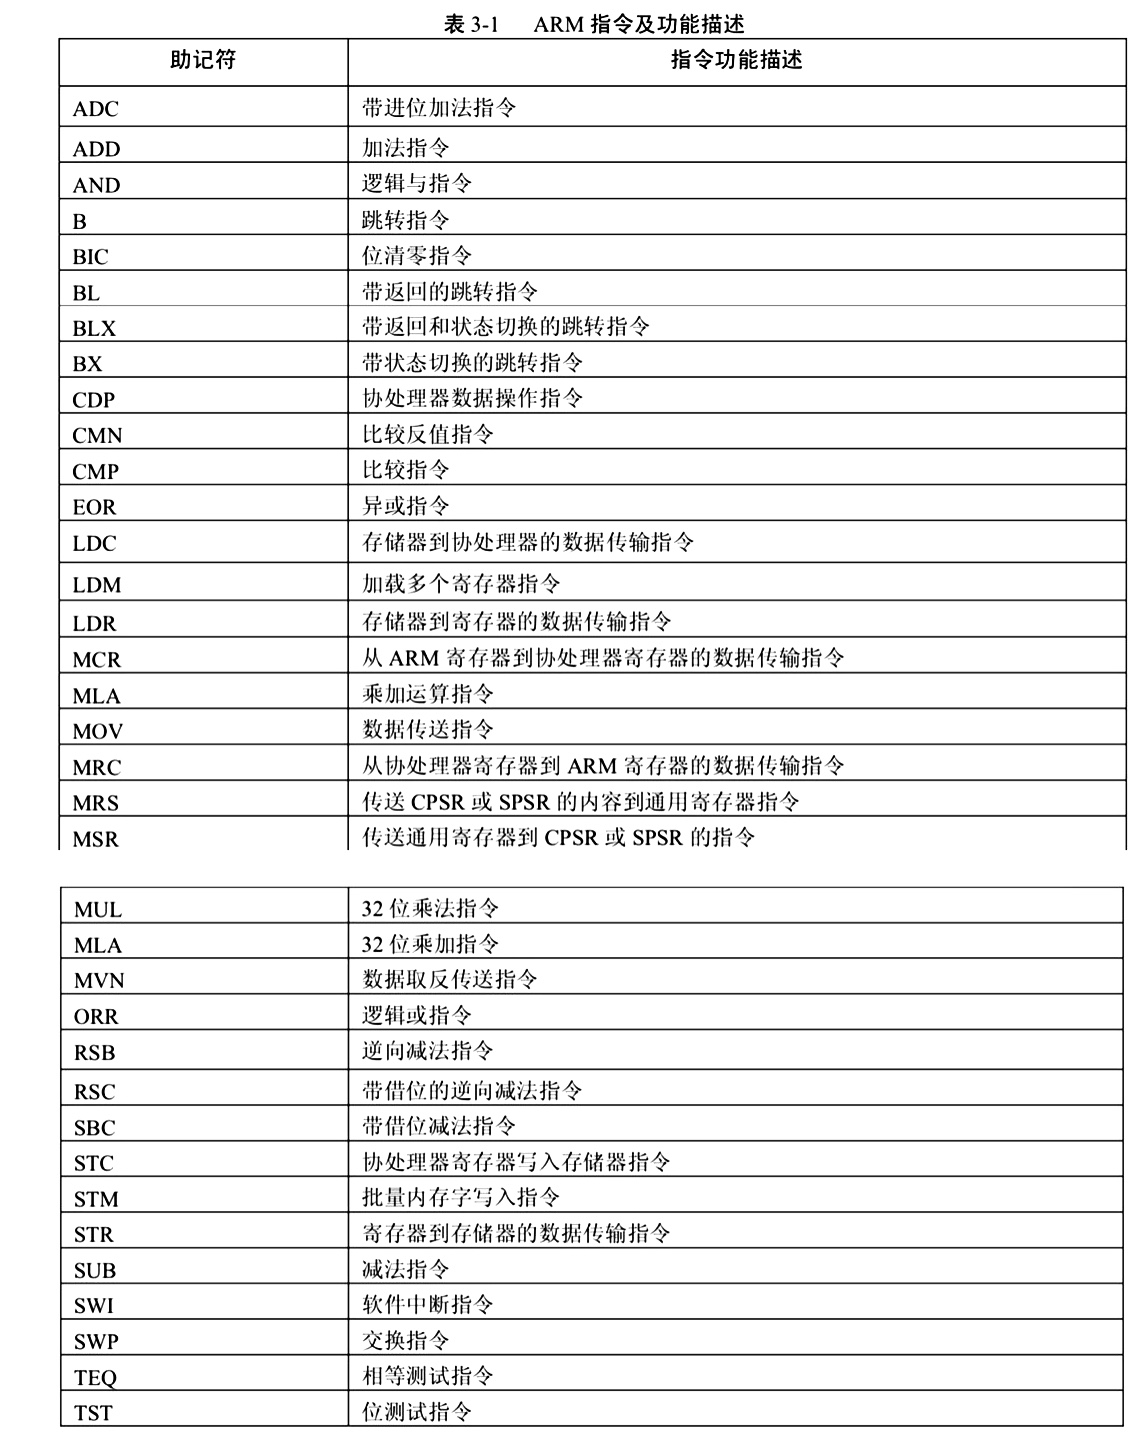 表 3-1 ARM 指令及功能描述
助记符 指令功能描述
ADC 带进位加法指令
ADD 加法指令
AND 逻辑与指令
B 跳转指令
BIC 位清零指令
BL 带返回的跳转指令
BLX 带返回和状态切换的跳转指令
BX 带状态切换的跳转指令
CDP 协处理器数据操作指令
CMN 比较反值指令
CMP 比较指令
EOR 异或指令
LDC 存储器到协处理器的数据传输指令
LDM 加载多个寄存器指令
LDR 存储器到寄存器的数据传输指令
MCR 从 ARM 寄存器到协处理器寄存器的数据传输指令
MLA 乘加运算指令
MOV 数据传送指令
MRC 从协处理器寄存器到 ARM 寄存器的数据传输指令
MRS 传送 CPSR 或 SPSR 的内容到通用寄存器指令
MSR 传送通用寄存器到 CPSR 或 SPSR 的指令
MUL 32 位乘法指令
MLA 32 位乘加指令
MVN 数据取反传送指令
ORR 逻辑或指令
RSB 逆向减法指令
RSC 带借位的逆向减法指令
SBC 带借位减法指令
STC 协处理器寄存器写入存储器指令
STM 批量内存字写入指令
STR 寄存器到存储器的数据传输指令
SUB 减法指令
SWI 软件中断指令
SWP 交换指令
TEQ 相等测试指令
TST 位测试指令